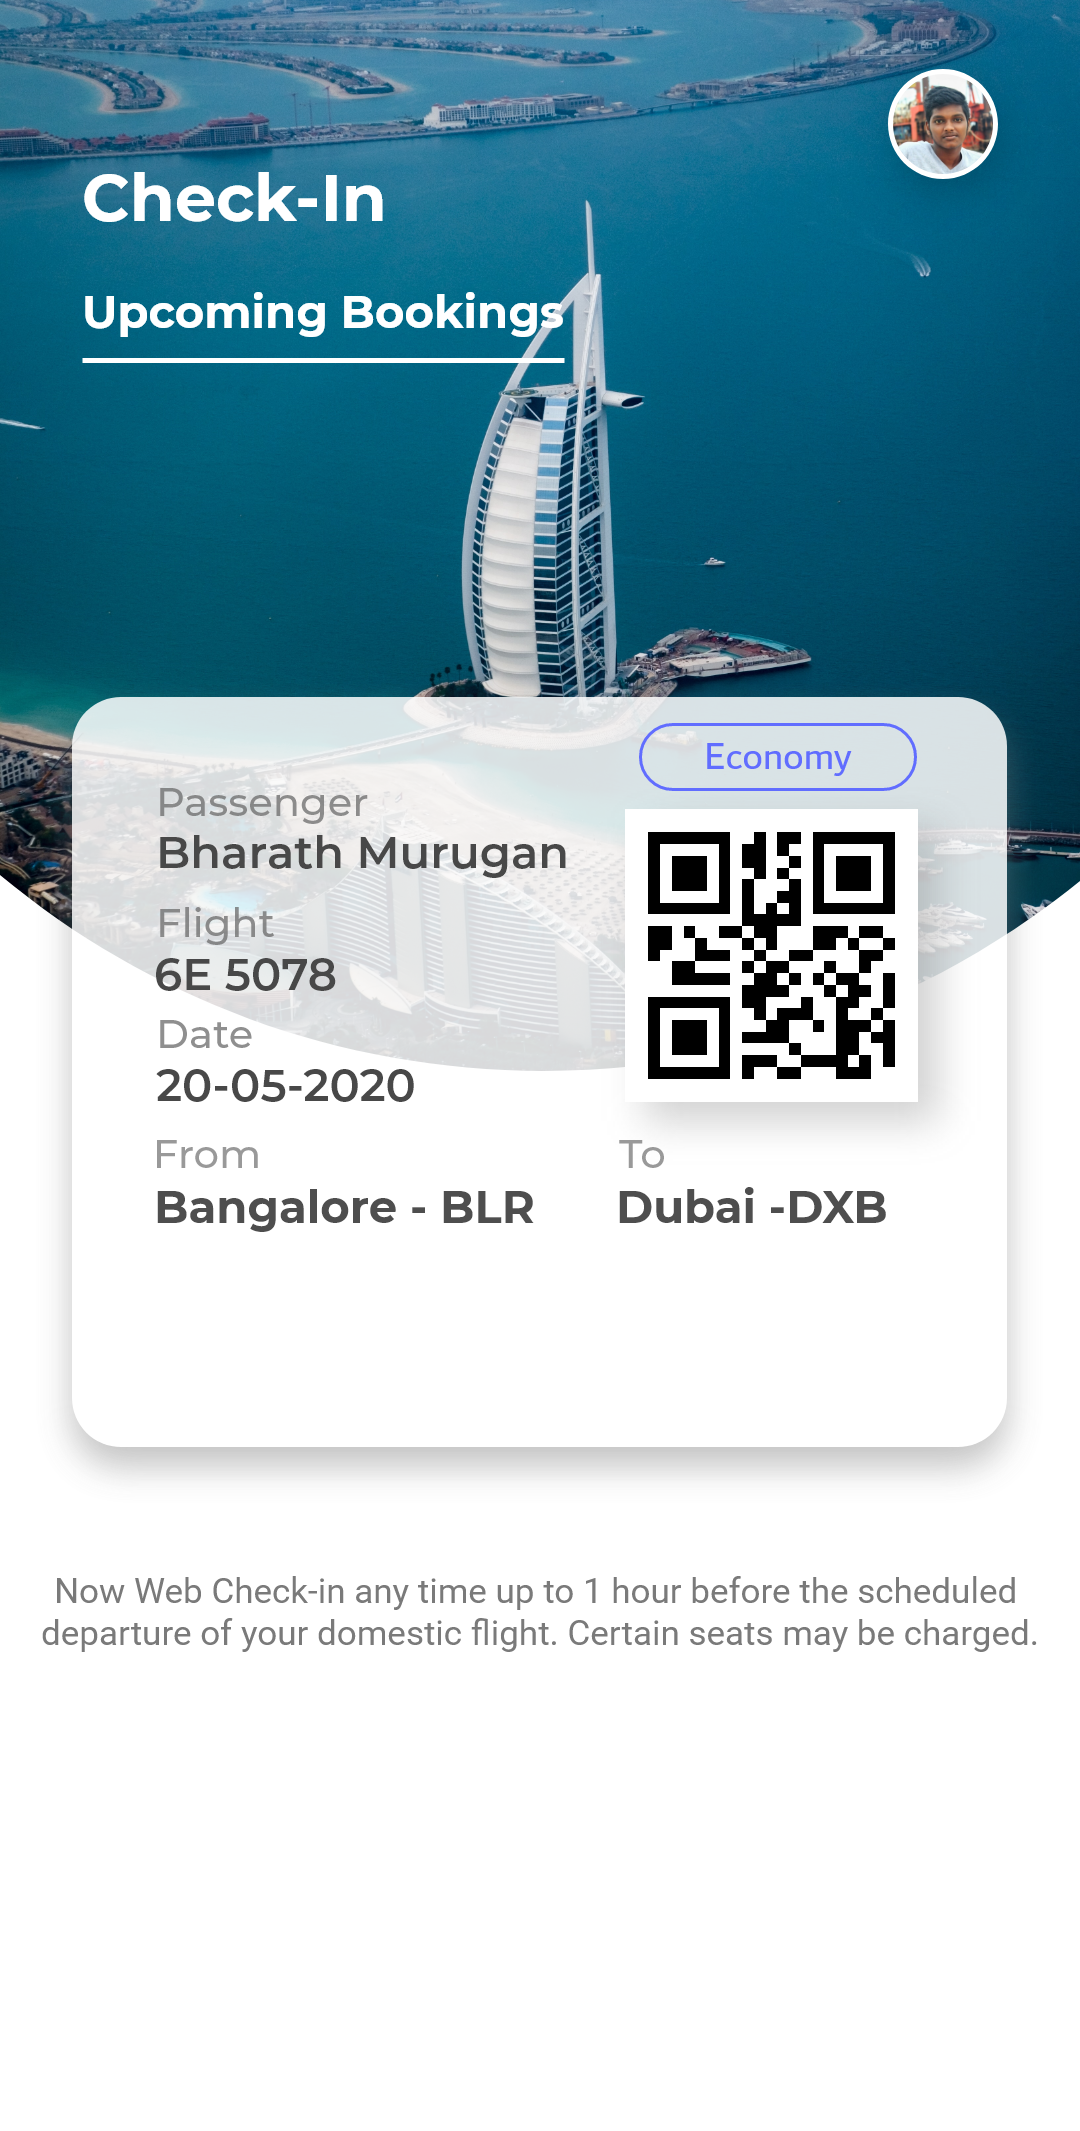 Check-In
Upcoming Bookings
Economy
Passenger
Bharath Murugan
Flight
6E 5078
Date
20-05-2020
From
Bangalore - BLR
To
Dubai -DXB
Now Web Check-in any time up to 1 hour before the scheduled
departure of your domestic flight. Certain seats may be charged.